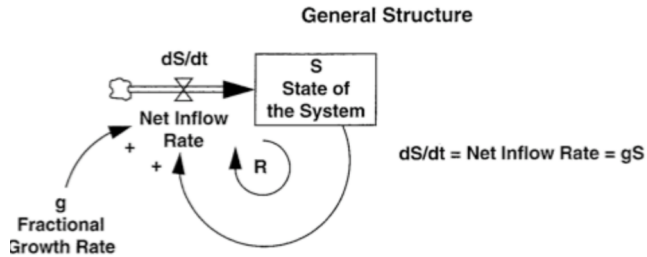 General Structure
dS/dt
S
State of
the System
Net Inflow
Rate
+
+
R
dS/dt = Net Inflow Rate = gS
g
Fractional
Growth Rate